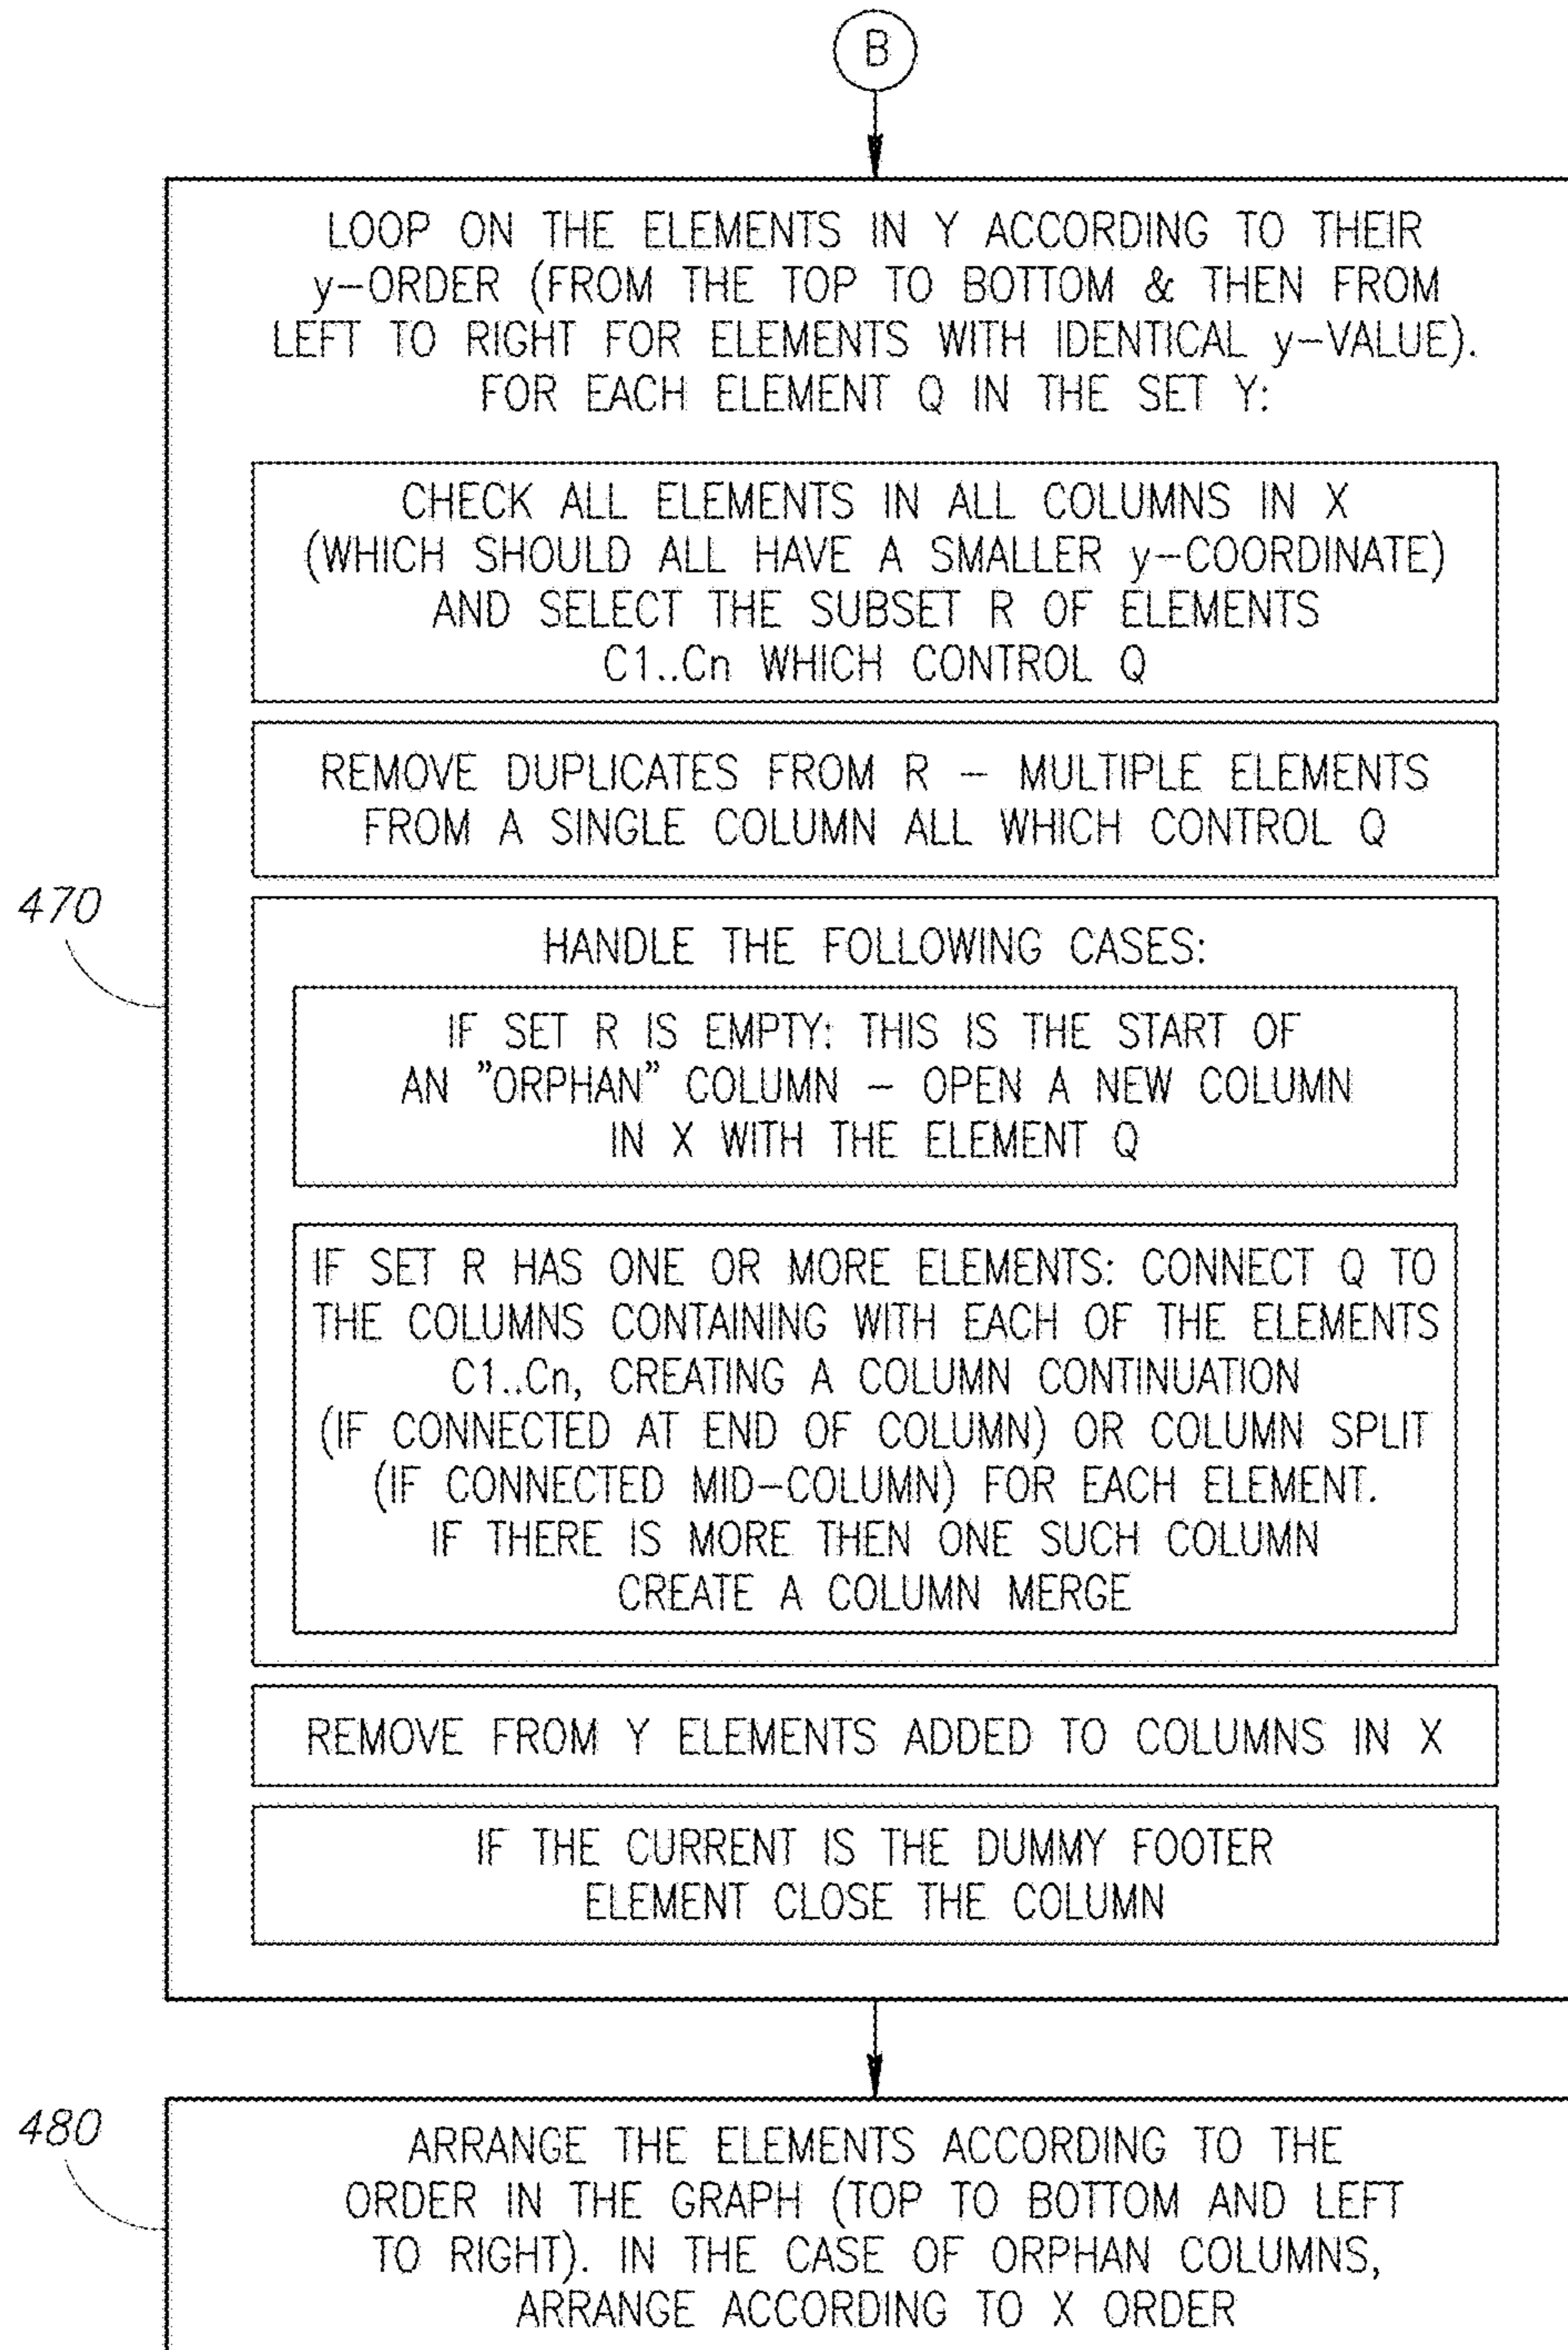 B
LOOP ON THE ELEMENTS IN Y ACCORDING TO THEIR
y-ORDER (FROM THE TOP TO BOTTOM & THEN FROM
LEFT TO RIGHT FOR ELEMENTS WITH IDENTICAL y-VALUE).
FOR EACH ELEMENT Q IN THE SET Y:
CHECK ALL ELEMENTS IN ALL COLUMNS IN X
(WHICH SHOULD ALL HAVE A SMALLER y-COORDINATE)
AND SELECT THE SUBSET R OF ELEMENTS
C1..Cn WHICH CONTROL Q
REMOVE DUPLICATES FROM R - MULTIPLE ELEMENTS
FROM A SINGLE COLUMN ALL WHICH CONTROL Q
470
HANDLE THE FOLLOWING CASES:
IF SET R IS EMPTY: THIS IS THE START OF
AN "ORPHAN" COLUMN - OPEN A NEW COLUMN
IN X WITH THE ELEMENT Q
IF SET R HAS ONE OR MORE ELEMENTS: CONNECT Q TO
THE COLUMNS CONTAINING WITH EACH OF THE ELEMENTS
C1..Cn, CREATING A COLUMN CONTINUATION
(IF CONNECTED AT END OF COLUMN) OR COLUMN SPLIT
(IF CONNECTED MID-COLUMN) FOR EACH ELEMENT.
IF THERE IS MORE THEN ONE SUCH COLUMN
CREATE A COLUMN MERGE
REMOVE FROM Y ELEMENTS ADDED TO COLUMNS IN X
IF THE CURRENT IS THE DUMMY FOOTER
ELEMENT CLOSE THE COLUMN
480
ARRANGE THE ELEMENTS ACCORDING TO THE
ORDER IN THE GRAPH (TOP TO BOTTOM AND LEFT
TO RIGHT). IN THE CASE OF ORPHAN COLUMNS,
ARRANGE ACCORDING TO X ORDER